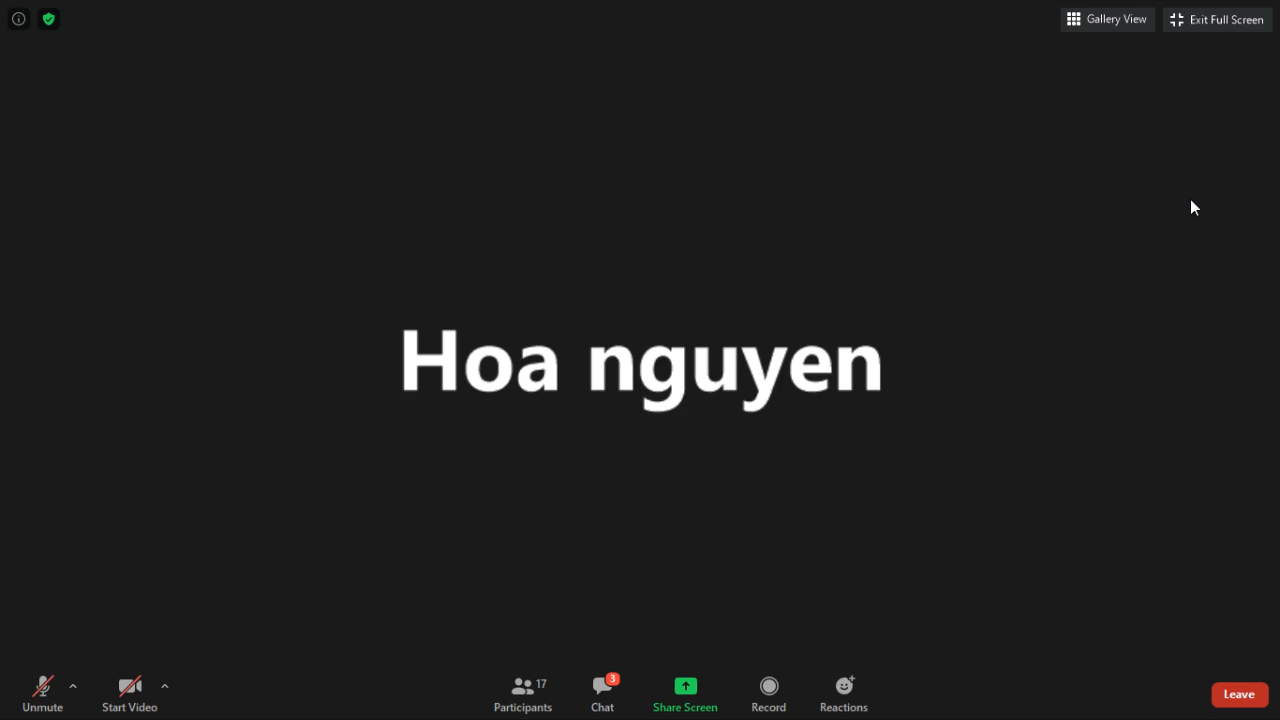 Gallery View
Exit Full Screen
Hoa nguyen
17
3
Unmute
Start Video
Participants
Chat
Share Screen
Record
Reactions
Leave